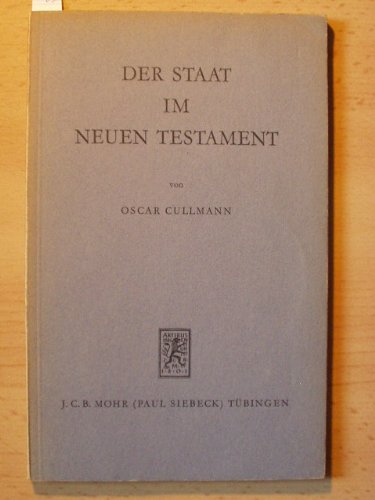 DER STAAT
IM
NEUEN TESTAMENT
von
OSCAR CULLMANN
J. C. B. MOHR (PAUL SIEBECK) TÜBINGEN